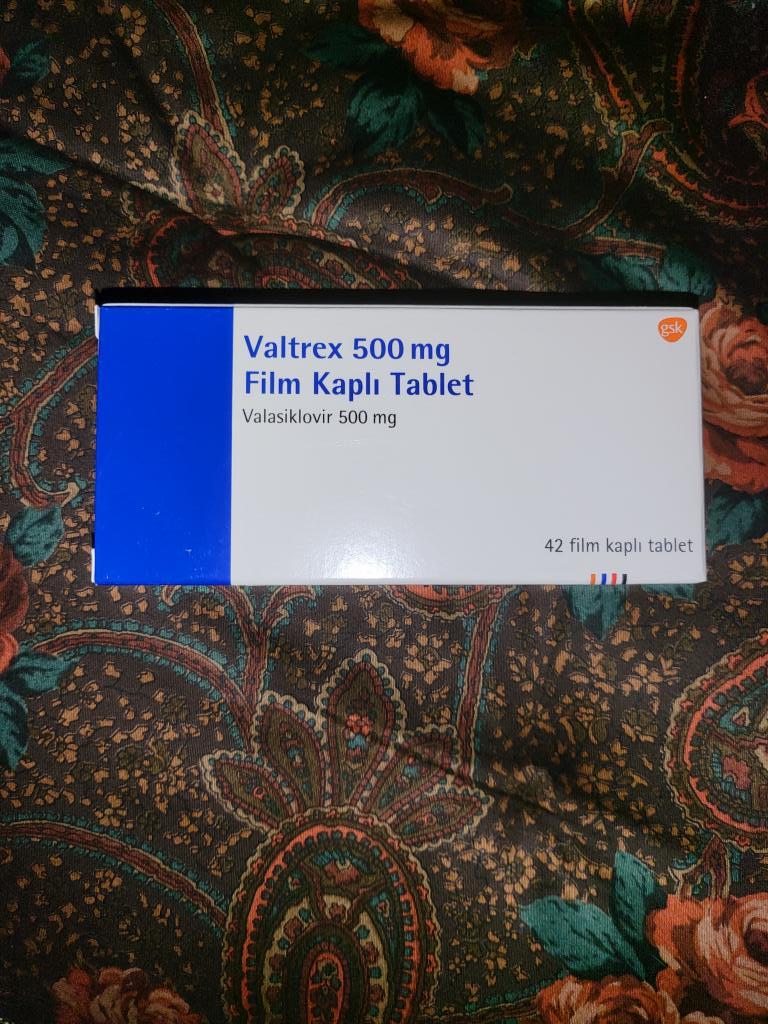 gsk
Valtrex 500 mg
Film Kaplı Tablet
Valasiklovir 500 mg
42 film kaplı tablet